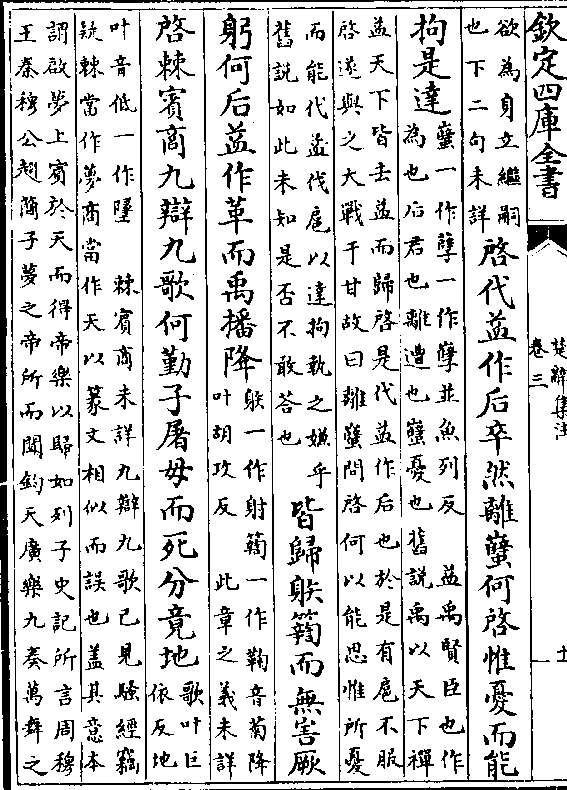 欽定四庫全書
楚辭集注
卷三
十一
欲為身立繼嗣
也下二句未詳
啓代益作后卒然離蠥何啓惟憂而能
拘是達
蠥一作孽一作孼並魚列反 益禹賢臣也作
為也后君也離遭也蠥憂也舊說禹以天下禪
益天下皆去益而歸啓是代益作后也於是有扈不服
啓遂與之大戰于甘故曰離蠥問啓何以能思惟所憂
而能代益伐扈以達拘執之嫌乎
舊說如此未知是否不敢答也
皆歸䠶䉯而無害厥
躬何后益作革而禹播降
䠶一作射䉯一作鞠音菊降
叶胡攻反 此章之義未詳
啓棘賓商九辯九歌何勤子屠母而死分竟地
歌叶巨
依反地
叶音低一作墬 棘賓商未詳九辯九歌已見騷經竊
疑棘當作夢商當作天以篆文相似而誤也蓋其意本
謂啟夢上賓於天而得帝樂以歸如列子史記所言周穆
王秦穆公趙簡子夢之帝所而聞鈞天廣樂九奏萬舞之